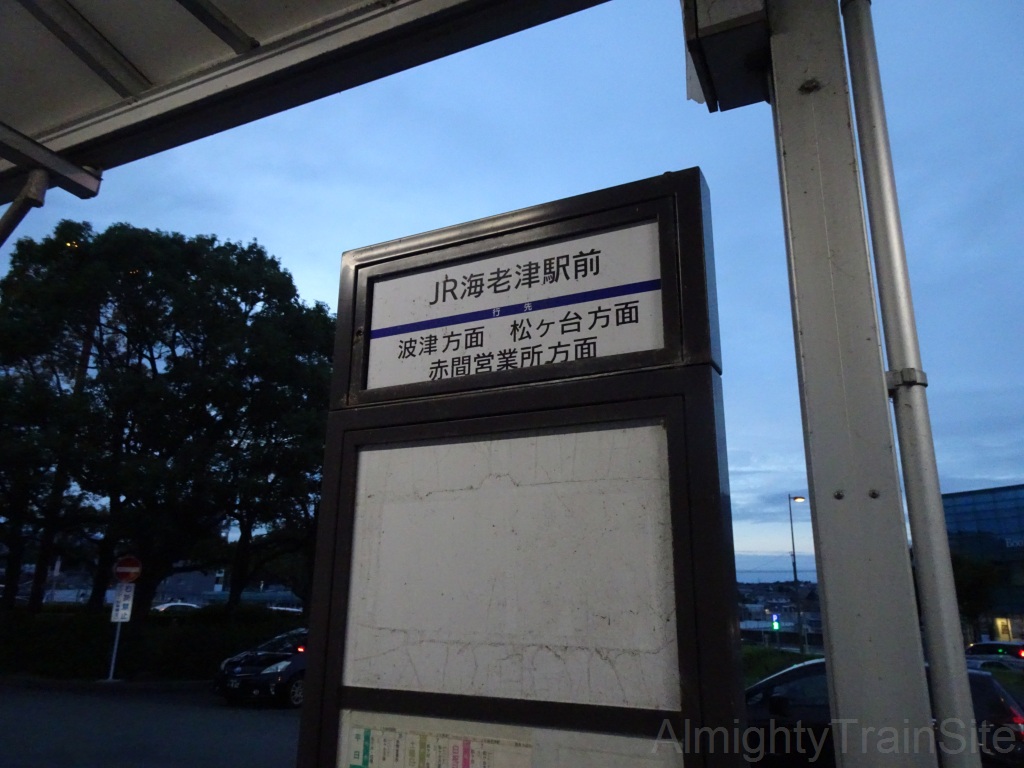 JR海老津駅前
行先
波津方面 松ヶ台方面
赤間営業所方面
AlmightyTrainSite